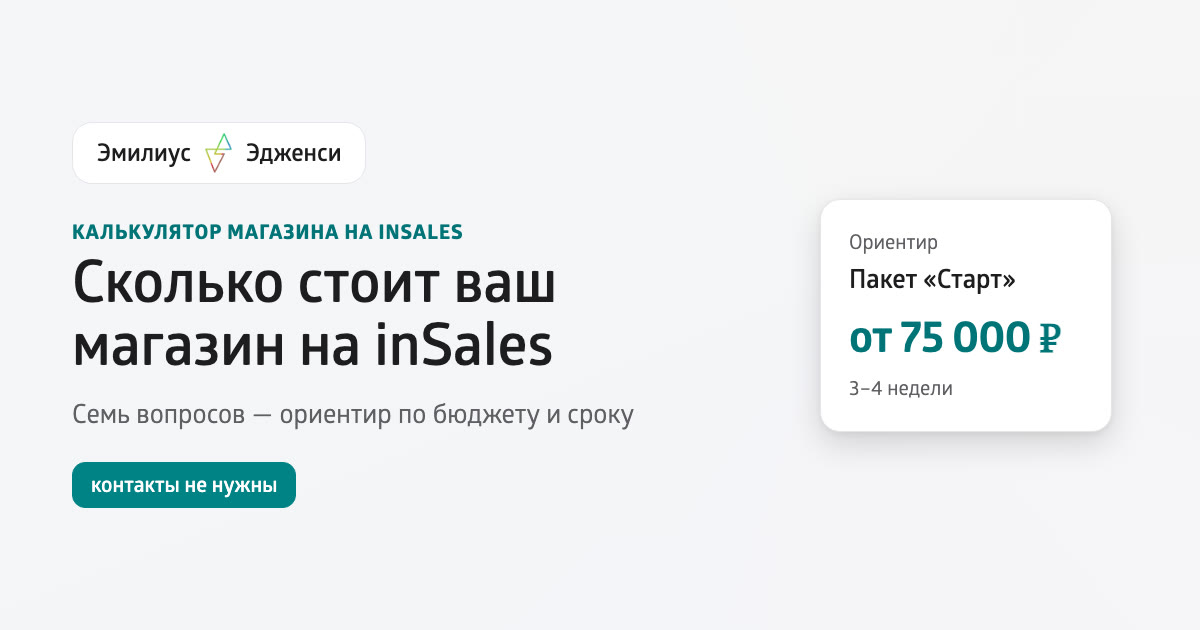 Эмилиус Эдженси
КАЛЬКУЛЯТОР МАГАЗИНА НА INSALES
Сколько стоит ваш
магазин на inSales
Семь вопросов — ориентир по бюджету и сроку
контакты не нужны
Ориентир
Пакет «Старт»
от 75 000 ₽
3–4 недели